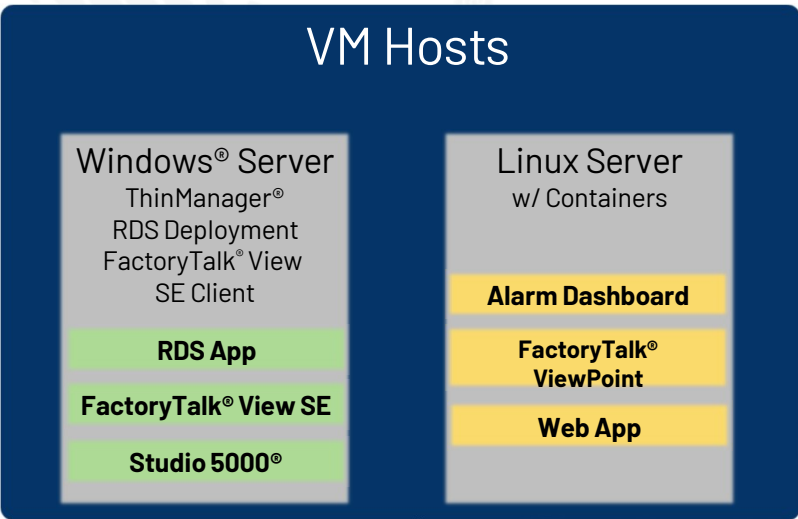 VM Hosts
Windows® Server
ThinManager®
RDS Deployment
FactoryTalk® View
SE Client
RDS App
FactoryTalk® View SE
Studio 5000®
Linux Server
w/ Containers
Alarm Dashboard
FactoryTalk®
ViewPoint
Web App